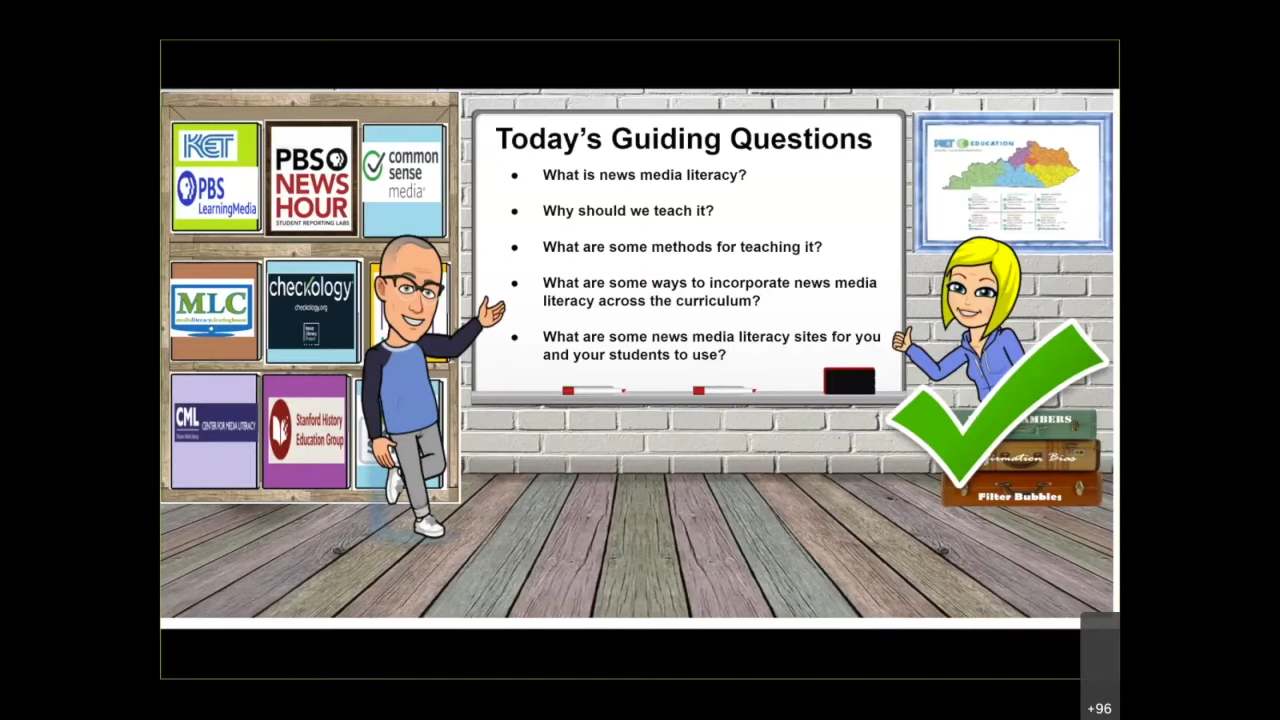 Today's Guiding Questions
● What is news media literacy?
● Why should we teach it?
● What are some methods for teaching it?
● What are some ways to incorporate news media
literacy across the curriculum?
● What are some news media literacy sites for you
and your students to use?
KET
PBS
LearningMedia
PBS
NEWS
HOUR
STUDENT REPORTING LABS
common
sense
media
MLC
checkology
checkology.org
CML CENTER FOR MEDIA LITERACY
Stanford History
Education Group
EDUCATION
Bias
Filter Bubbles
+96